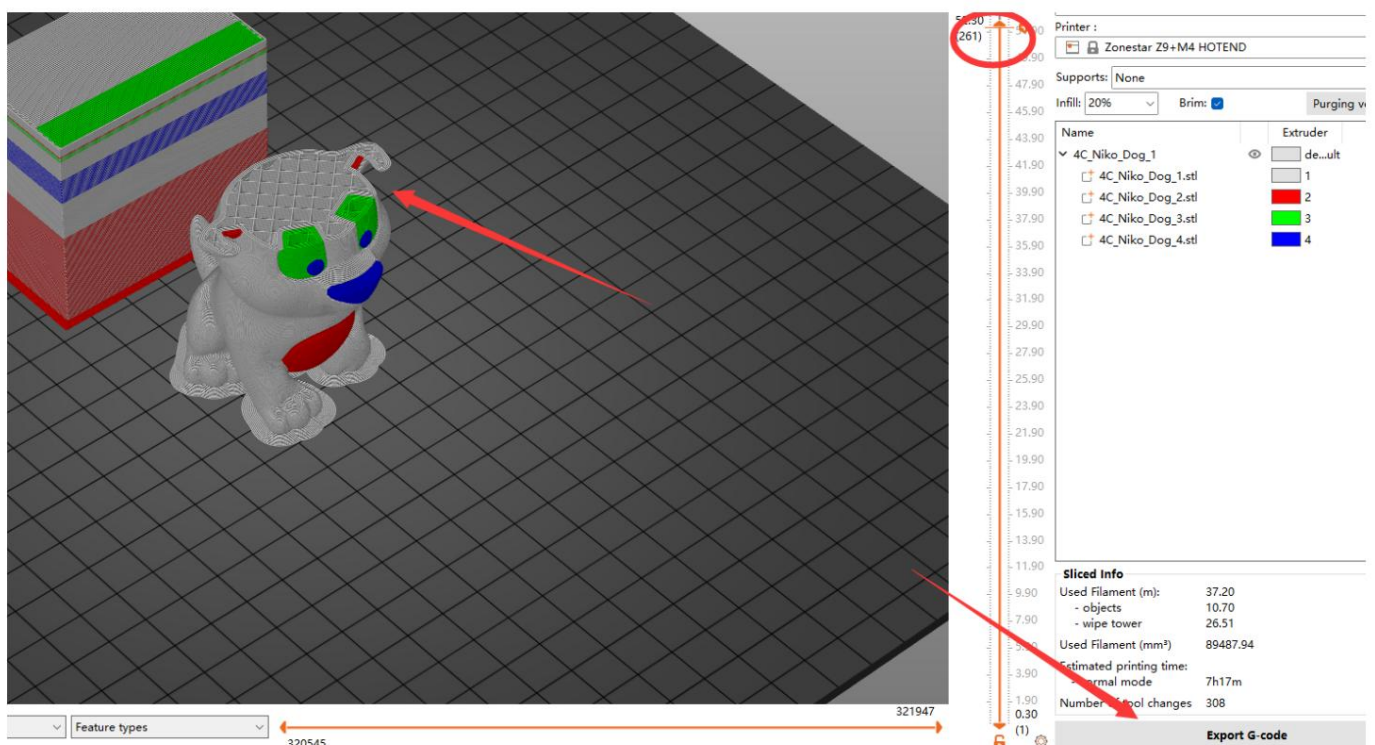 (261)
47.90
45.90
43.90
41.90
39.90
37.90
35.90
33.90
31.90
29.90
27.90
25.90
23.90
21.90
19.90
17.90
15.90
13.90
11.90
9.90
7.90
3.90
1.90
0.30
(1)
Printer :
Zonestar Z9+M4 HOTEND
Supports: None
Infill: 20% Brim: Purging
Name Extruder
4C_Niko_Dog_1 de...ult
4C_Niko_Dog_1.stl 1
4C_Niko_Dog_2.stl 2
4C_Niko_Dog_3.stl 3
4C_Niko_Dog_4.stl 4
Sliced Info
Used Filament (m): 37.20
- objects 10.70
- wipe tower 26.51
Used Filament (mm³) 89487.94
Estimated printing time:
- normal mode 7h17m
Number of tool changes 308
Export G-code
Feature types
321947
320545